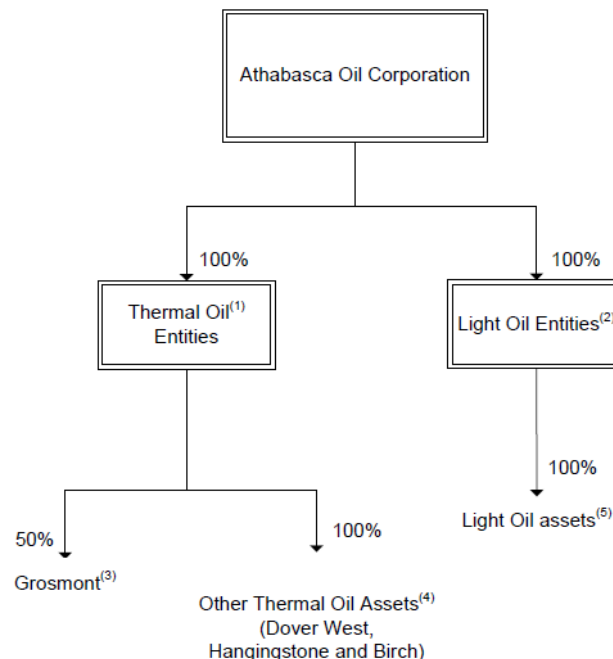 Athabasca Oil Corporation
100%
100%
Thermal Oil(1)
Entities
Light Oil Entities(2)
50%
100%
100%
Grosmont(3)
Light Oil assets(5)
Other Thermal Oil Assets(4)
(Dover West,
Hangingstone and Birch)